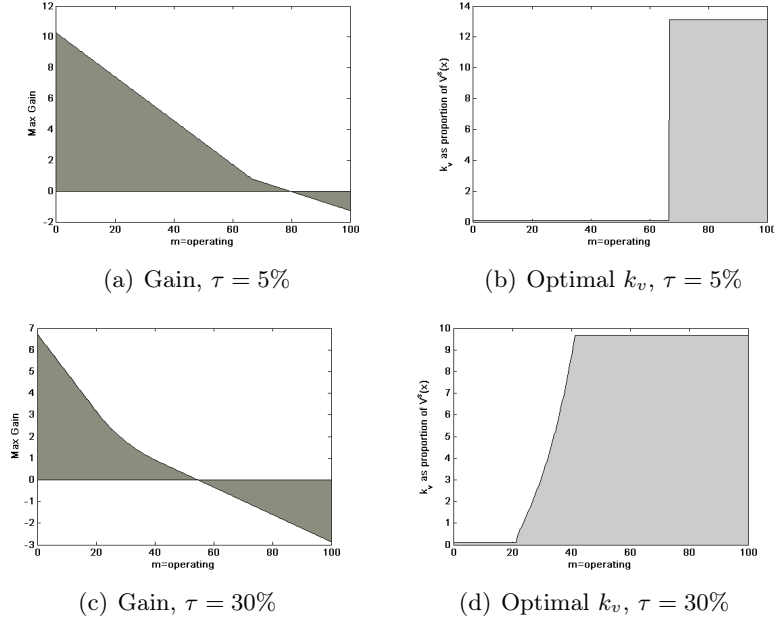 12
10
8
6
4
2
0
-2
Max Gain
0 20 40 60 80 100
m=operating
14
12
10
8
6
4
2
0
k_v as proportion of V^s(x)
0 20 40 60 80 100
m=operating
(a) Gain, τ = 5%
(b) Optimal k_v, τ = 5%
7
6
5
4
3
2
1
0
-1
-2
-3
Max Gain
0 20 40 60 80 100
m=operating
10
9
8
7
6
5
4
3
2
1
0
k_v as proportion of V^s(x)
0 20 40 60 80 100
m=operating
(c) Gain, τ = 30%
(d) Optimal k_v, τ = 30%